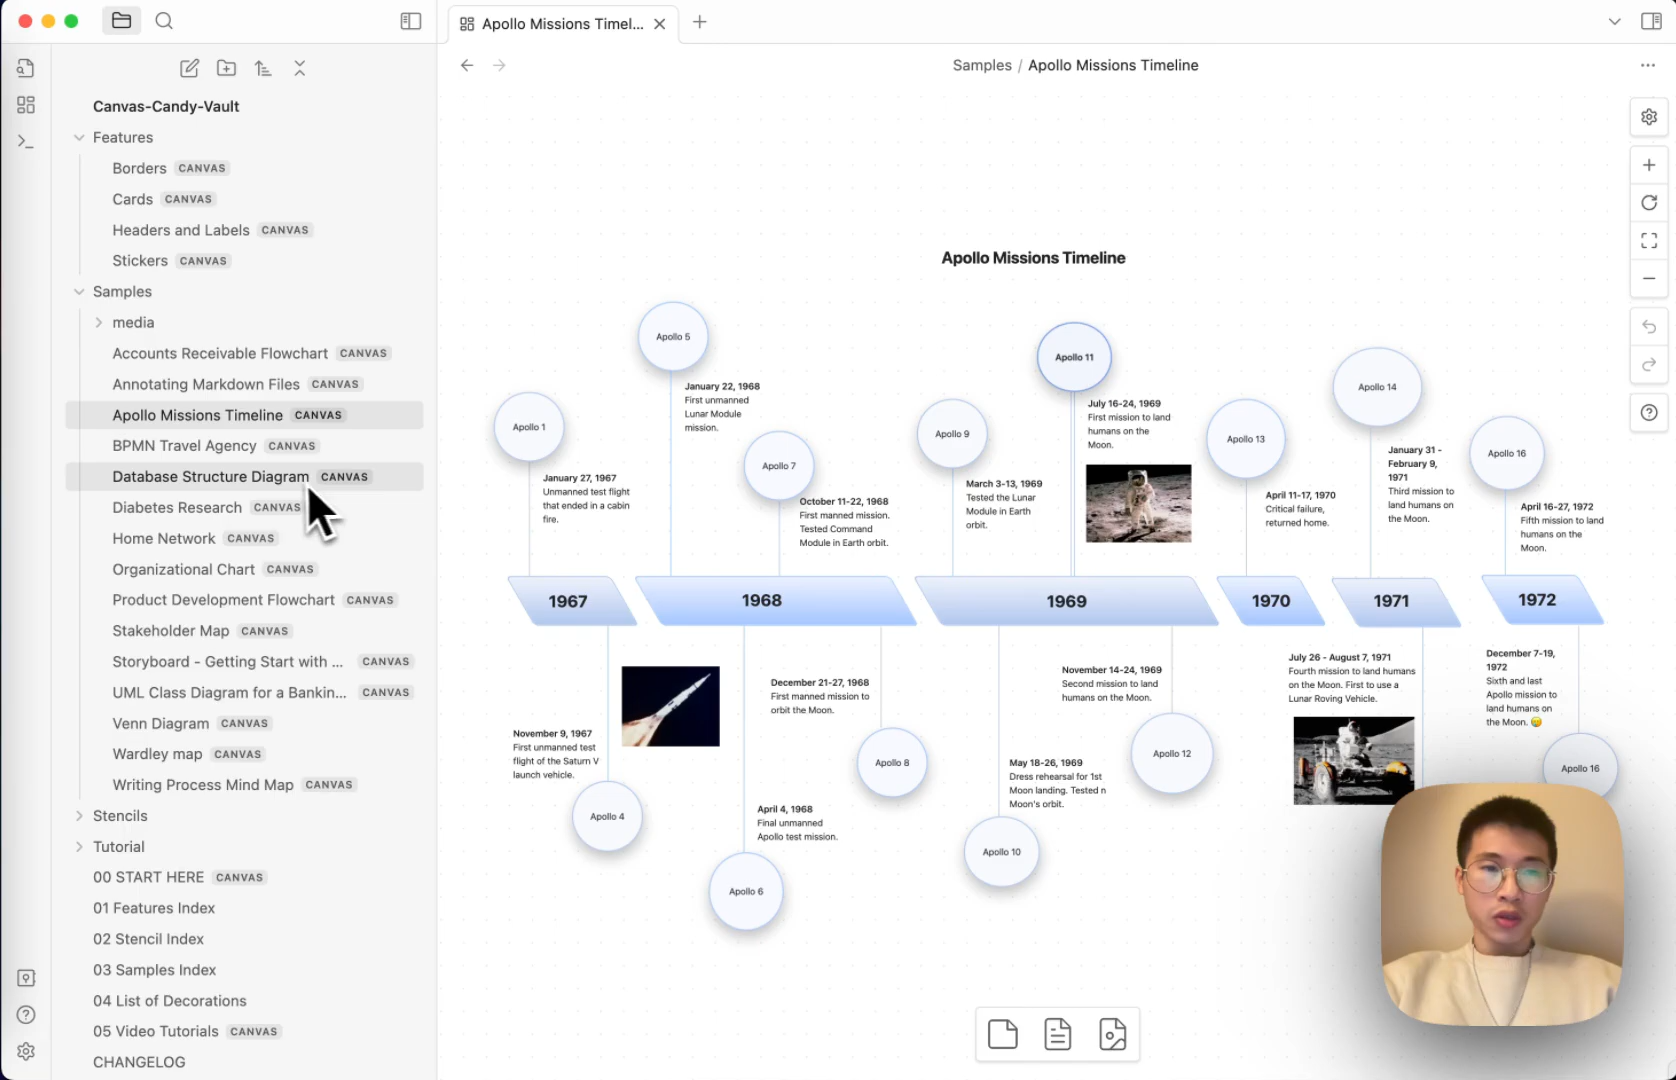 Apollo Missions Timel...
Samples / Apollo Missions Timeline
Canvas-Candy-Vault
Features
Borders CANVAS
Cards CANVAS
Headers and Labels CANVAS
Stickers CANVAS
Samples
media
Accounts Receivable Flowchart CANVAS
Annotating Markdown Files CANVAS
Apollo Missions Timeline CANVAS
BPMN Travel Agency CANVAS
Database Structure Diagram CANVAS
Diabetes Research CANVAS
Home Network CANVAS
Organizational Chart CANVAS
Product Development Flowchart CANVAS
Stakeholder Map CANVAS
Storyboard - Getting Start with ... CANVAS
UML Class Diagram for a Bankin... CANVAS
Venn Diagram CANVAS
Wardley map CANVAS
Writing Process Mind Map CANVAS
Stencils
Tutorial
00 START HERE CANVAS
01 Features Index
02 Stencil Index
03 Samples Index
04 List of Decorations
05 Video Tutorials CANVAS
CHANGELOG
Apollo Missions Timeline
Apollo 1
January 27, 1967
Unmanned test flight
that ended in a cabin
fire.
Apollo 5
January 22, 1968
First unmanned
Lunar Module
mission.
Apollo 7
October 11-22, 1968
First manned mission.
Tested Command
Module in Earth orbit.
Apollo 9
March 3-13, 1969
Tested the Lunar
Module in Earth
orbit.
Apollo 11
July 16-24, 1969
First mission to land
humans on the
Moon.
Apollo 13
April 11-17, 1970
Critical failure,
returned home.
Apollo 14
January 31 -
February 9,
1971
Third mission to
land humans on
the Moon.
Apollo 16
April 16-27, 1972
Fifth mission to land
humans on the
Moon.
1967
1968
1969
1970
1971
1972
November 9, 1967
First unmanned test
flight of the Saturn V
launch vehicle.
Apollo 4
April 4, 1968
Final unmanned
Apollo test mission.
Apollo 6
December 21-27, 1968
First manned mission to
orbit the Moon.
Apollo 8
May 18-26, 1969
Dress rehearsal for 1st
Moon landing. Tested n
Moon's orbit.
Apollo 10
November 14-24, 1969
Second mission to land
humans on the Moon.
Apollo 12
July 26 - August 7, 1971
Fourth mission to land humans
on the Moon. First to use a
Lunar Roving Vehicle.
December 7-19,
1972
Sixth and last
Apollo mission to
land humans on
the Moon. 😢
Apollo 16